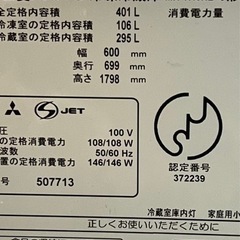 全定格内容積 401 L
冷凍室の定格内容積 106 L
冷蔵室の定格内容積 295 L
消費電力量
幅 600 mm
奥行 699 mm
高さ 1798 mm
JET
圧 100 V
の定格消費電力 108/108 W
波数 50/60 Hz
置の定格消費電力 146/146 W
507713
認定番号
372239
冷蔵室庫内灯 家庭用小
正しくお使いいただくために